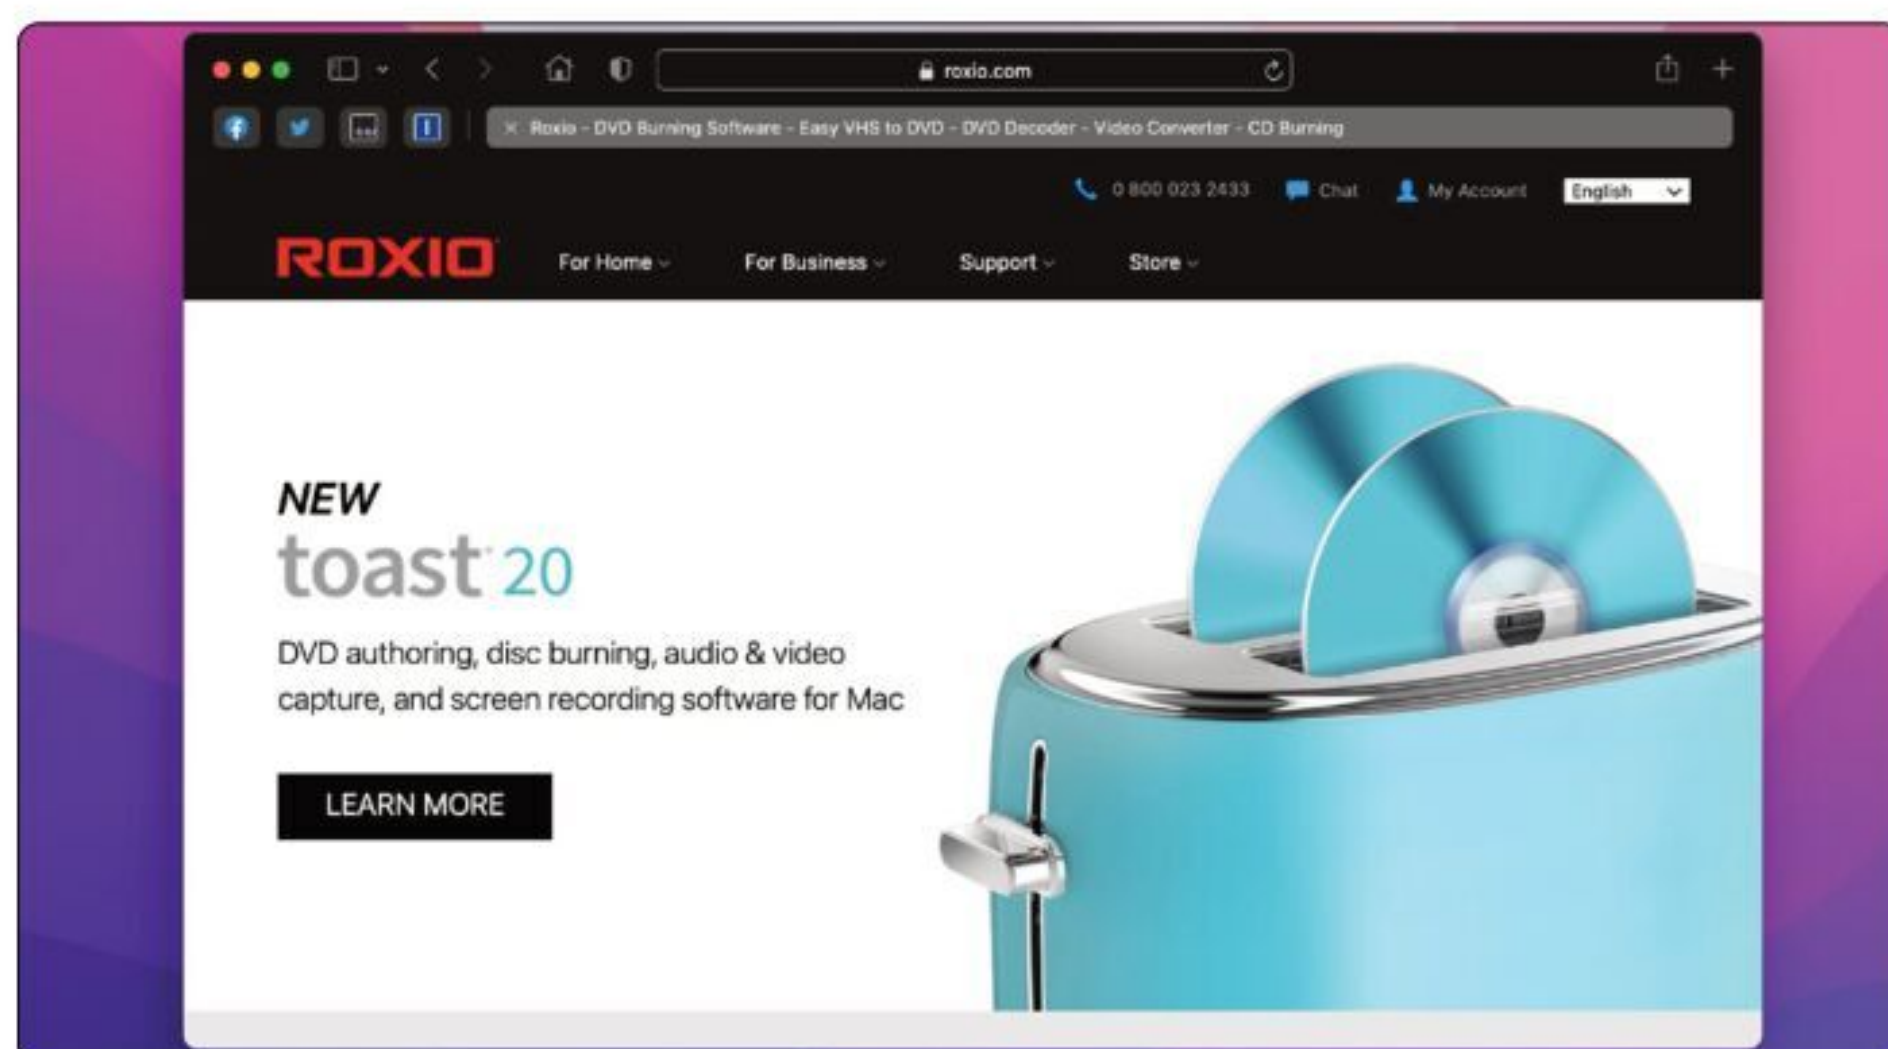 roxio.com
Roxio - DVD Burning Software - Easy VHS to DVD - DVD Decoder - Video Converter - CD Burning
0 800 023 2433 Chat My Account English
ROXIO For Home For Business Support Store
NEW
toast 20
DVD authoring, disc burning, audio & video
capture, and screen recording software for Mac
LEARN MORE